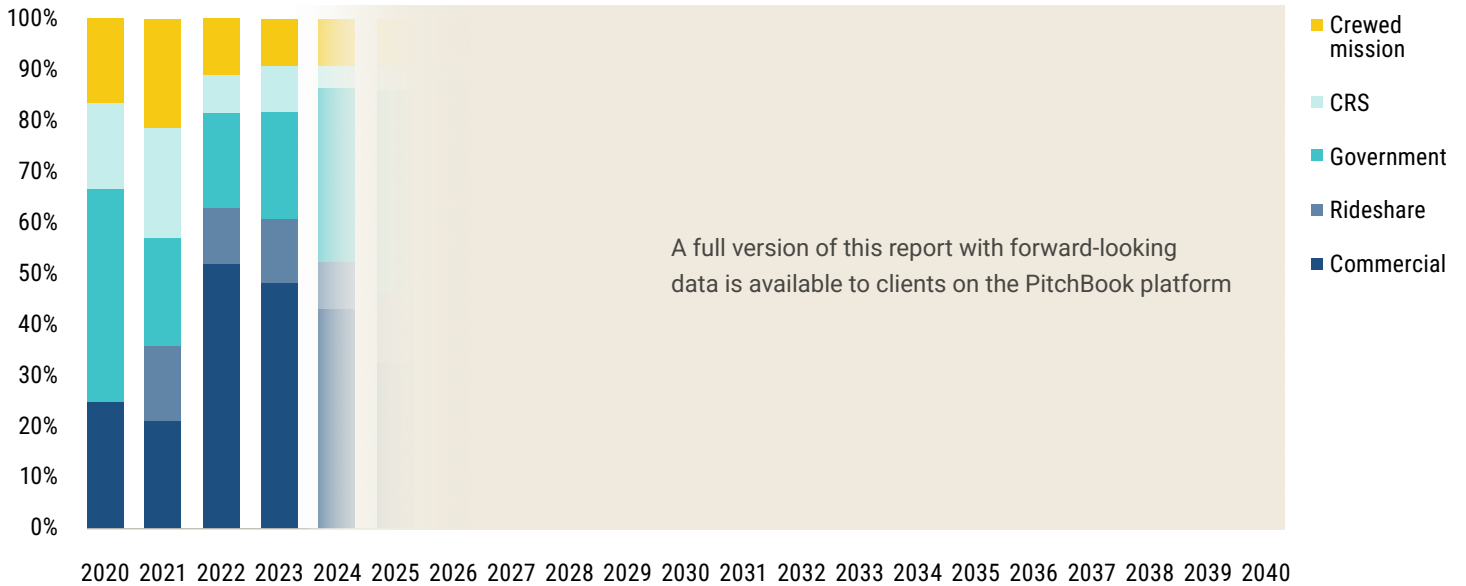 100%
90%
80%
70%
60%
50%
40%
30%
20%
10%
0%
2020 2021 2022 2023 2024 2025 2026 2027 2028 2029 2030 2031 2032 2033 2034 2035 2036 2037 2038 2039 2040
A full version of this report with forward-looking
data is available to clients on the PitchBook platform
Crewed
mission
CRS
Government
Rideshare
Commercial